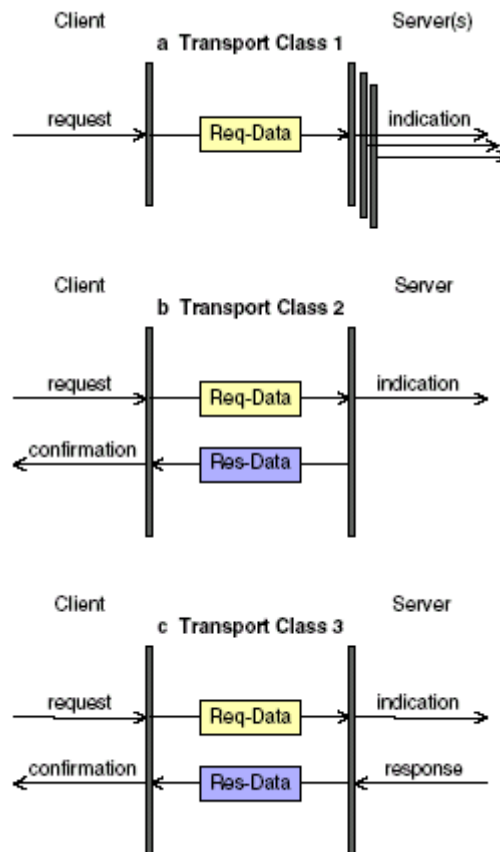 Client Server(s)
a Transport Class 1
request Req-Data indication
Client Server
b Transport Class 2
request Req-Data indication
confirmation Res-Data
Client Server
c Transport Class 3
request Req-Data indication
confirmation Res-Data response